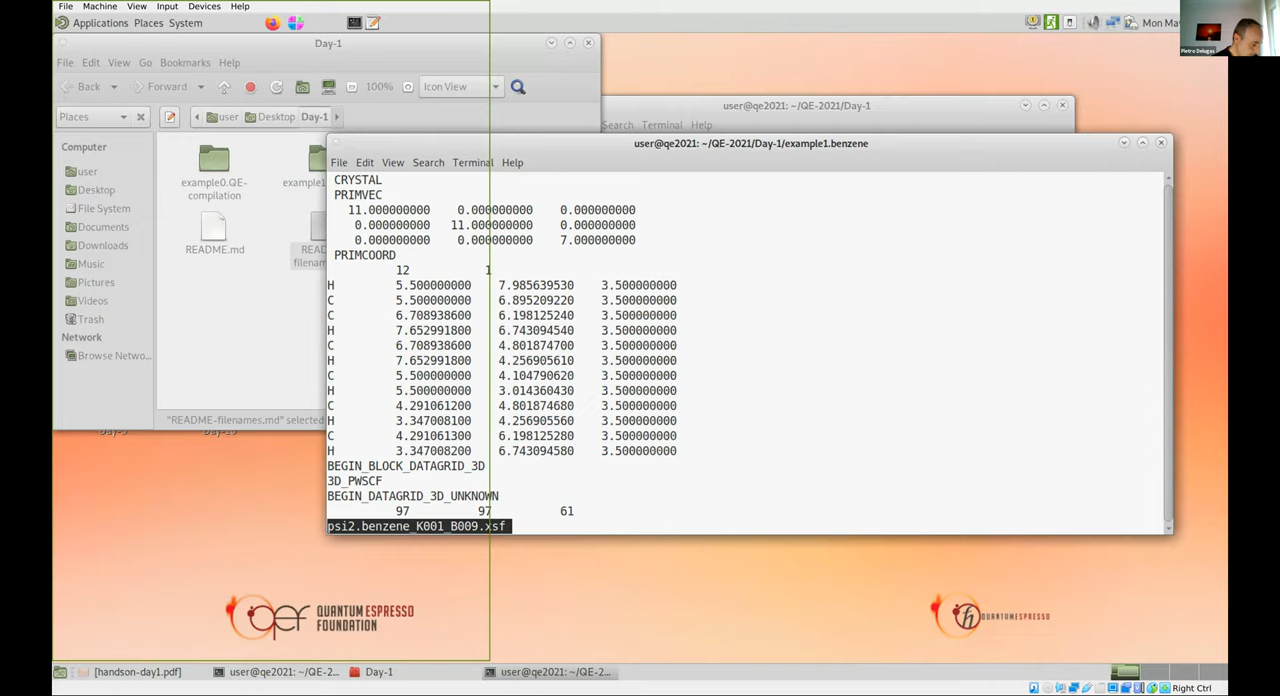 File Machine View Input Devices Help
Applications Places System
Mon Ma
Pietro Delugas
Day-1
File Edit View Go Bookmarks Help
Back Forward 100% Icon View
Places user Desktop Day-1
Computer
user
Desktop
File System
Documents
Downloads
Music
Pictures
Videos
Trash
Network
Browse Netwo...
example0.QE-
compilation
example1
README.md
READ
filenam
"README-filenames.md" selected
user@qe2021: ~/QE-2021/Day-1
Search Terminal Help
user@qe2021: ~/QE-2021/Day-1/example1.benzene
File Edit View Search Terminal Help
CRYSTAL
PRIMVEC
11.000000000 0.000000000 0.000000000
0.000000000 11.000000000 0.000000000
0.000000000 0.000000000 7.000000000
PRIMCOORD
12 1
H 5.500000000 7.985639530 3.500000000
C 5.500000000 6.895209220 3.500000000
C 6.708938600 6.198125240 3.500000000
H 7.652991800 6.743094540 3.500000000
C 6.708938600 4.801874700 3.500000000
H 7.652991800 4.256905610 3.500000000
C 5.500000000 4.104790620 3.500000000
H 5.500000000 3.014360430 3.500000000
C 4.291061200 4.801874680 3.500000000
H 3.347008100 4.256905560 3.500000000
C 4.291061300 6.198125280 3.500000000
H 3.347008200 6.743094580 3.500000000
BEGIN_BLOCK_DATAGRID_3D
3D_PWSCF
BEGIN_DATAGRID_3D_UNKNOWN
97 97 61
psi2.benzene_K001_B009.xsf
QUANTUM ESPRESSO
FOUNDATION
QUANTUMESPRESSO
[handson-day1.pdf] user@qe2021: ~/QE-2... Day-1 user@qe2021: ~/QE-2...
Right Ctrl